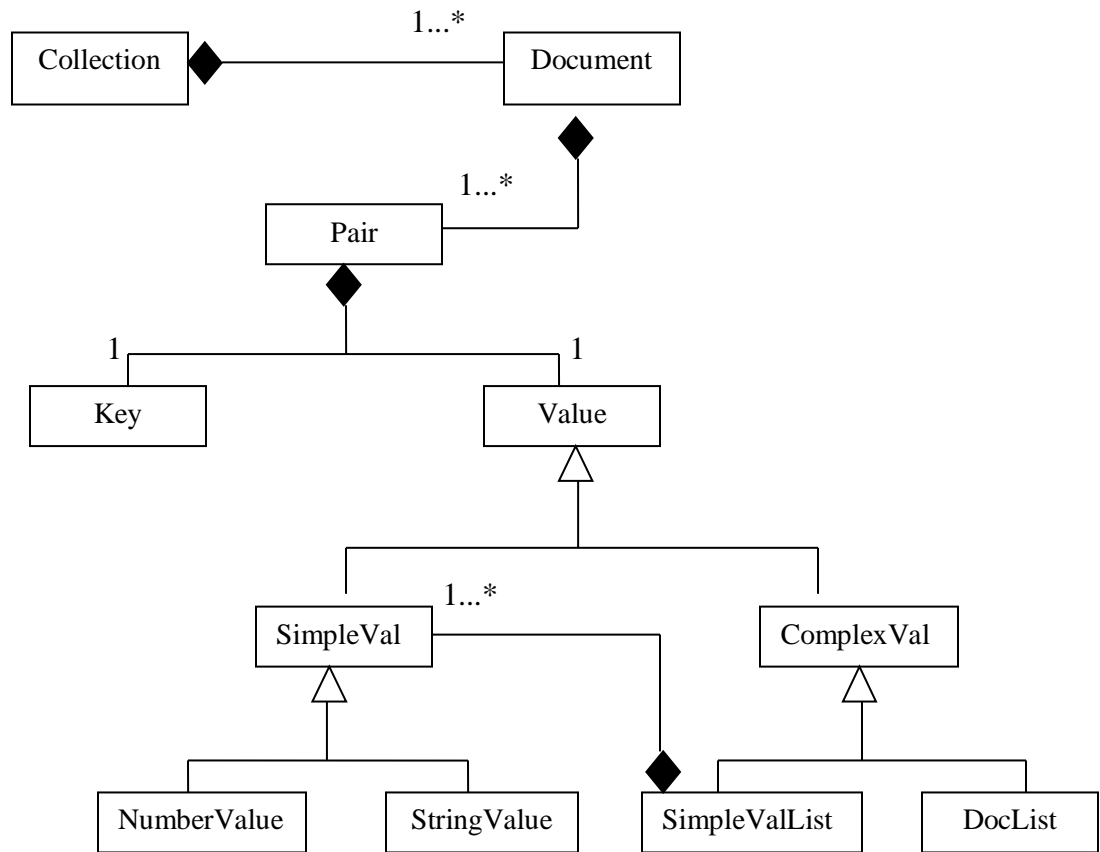 1...*
Collection
Document
1...*
Pair
1
1
Key
Value
1...*
SimpleVal
ComplexVal
NumberValue
StringValue
SimpleValList
DocList